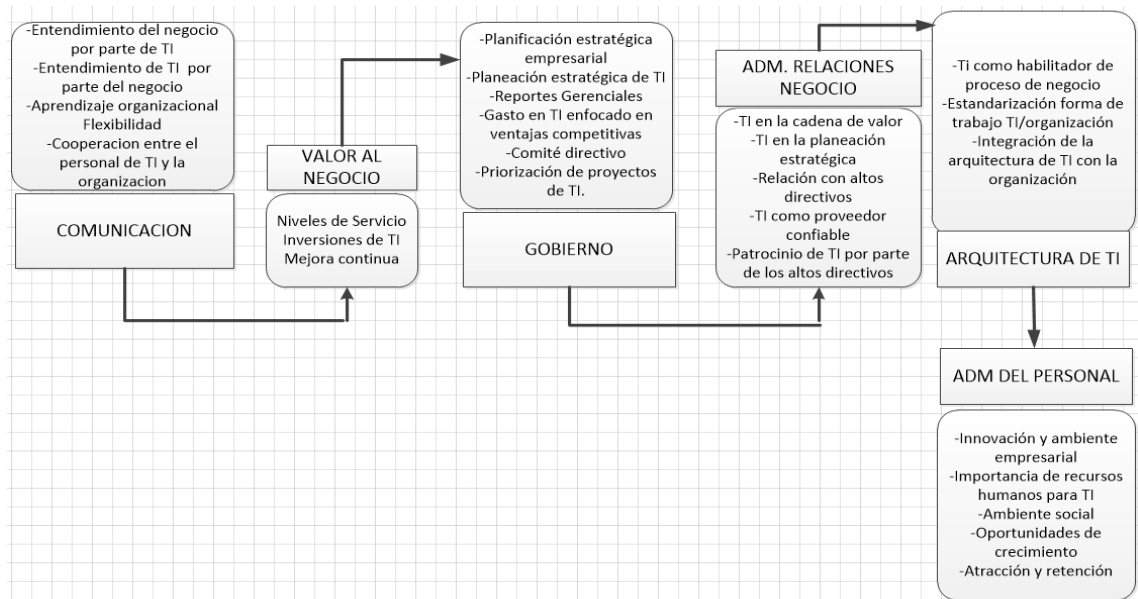 -Entendimiento del negocio
por parte de TI
-Entendimiento de TI  por
parte del negocio
-Aprendizaje organizacional
Flexibilidad
-Cooperacion entre el
personal de TI y la
organizacion
COMUNICACION
VALOR AL
NEGOCIO
Niveles de Servicio
Inversiones de TI
Mejora continua
-Planificación estratégica
empresarial
-Planeación estratégica de TI
-Reportes Gerenciales
-Gasto en TI enfocado en
ventajas competitivas
-Comité directivo
-Priorización de proyectos
de TI.
GOBIERNO
ADM. RELACIONES
NEGOCIO
-TI en la cadena de valor
-TI en la planeación
estratégica
-Relación con altos
directivos
-TI como proveedor
confiable
-Patrocinio de TI por parte
de los altos directivos
-Ti como habilitador de
proceso de negocio
-Estandarización forma de
trabajo TI/organización
-Integración de la
arquitectura de TI con la
organización
ARQUITECTURA DE TI
ADM DEL PERSONAL
-Innovación y ambiente
empresarial
-Importancia de recursos
humanos para TI
-Ambiente social
-Oportunidades de
crecimiento
-Atracción y retención